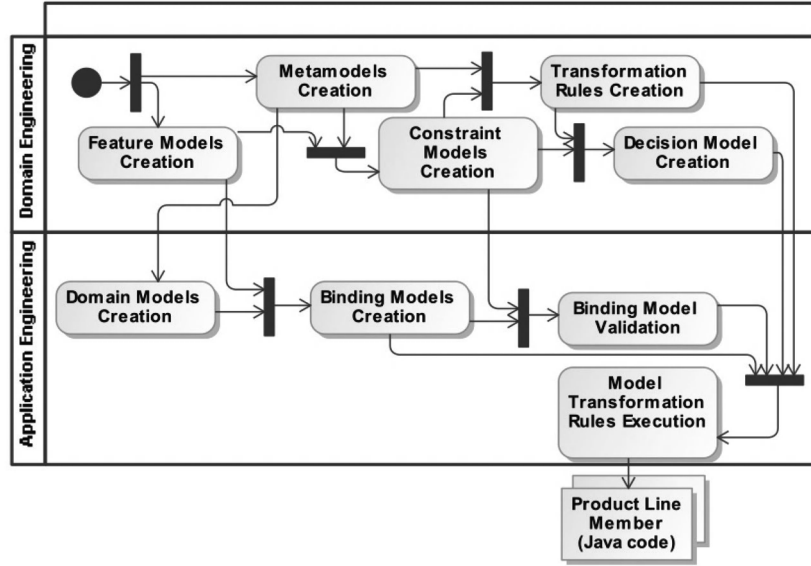 Domain Engineering
Metamodels
Creation
Transformation
Rules Creation
Feature Models
Creation
Constraint
Models
Creation
Decision Model
Creation
Application Engineering
Domain Models
Creation
Binding Models
Creation
Binding Model
Validation
Model
Transformation
Rules Execution
Product Line
Member
(Java code)